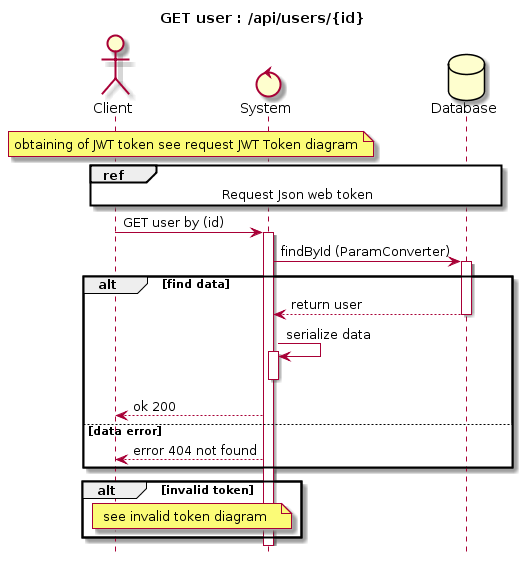 GET user : /api/users/{id}
Client
System
Database
obtaining of JWT token see request JWT Token diagram
ref
Request Json web token
GET user by (id)
findById (ParamConverter)
alt [find data]
return user
serialize data
ok 200
[data error]
error 404 not found
alt [invalid token]
see invalid token diagram